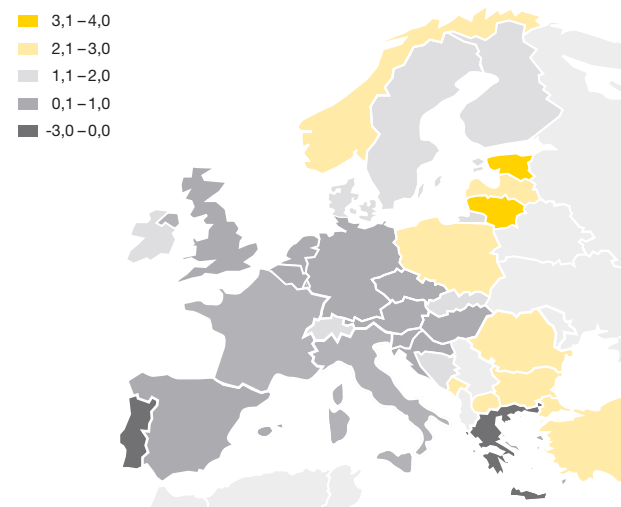 3,1 – 4,0
2,1 – 3,0
1,1 – 2,0
0,1 – 1,0
-3,0 – 0,0